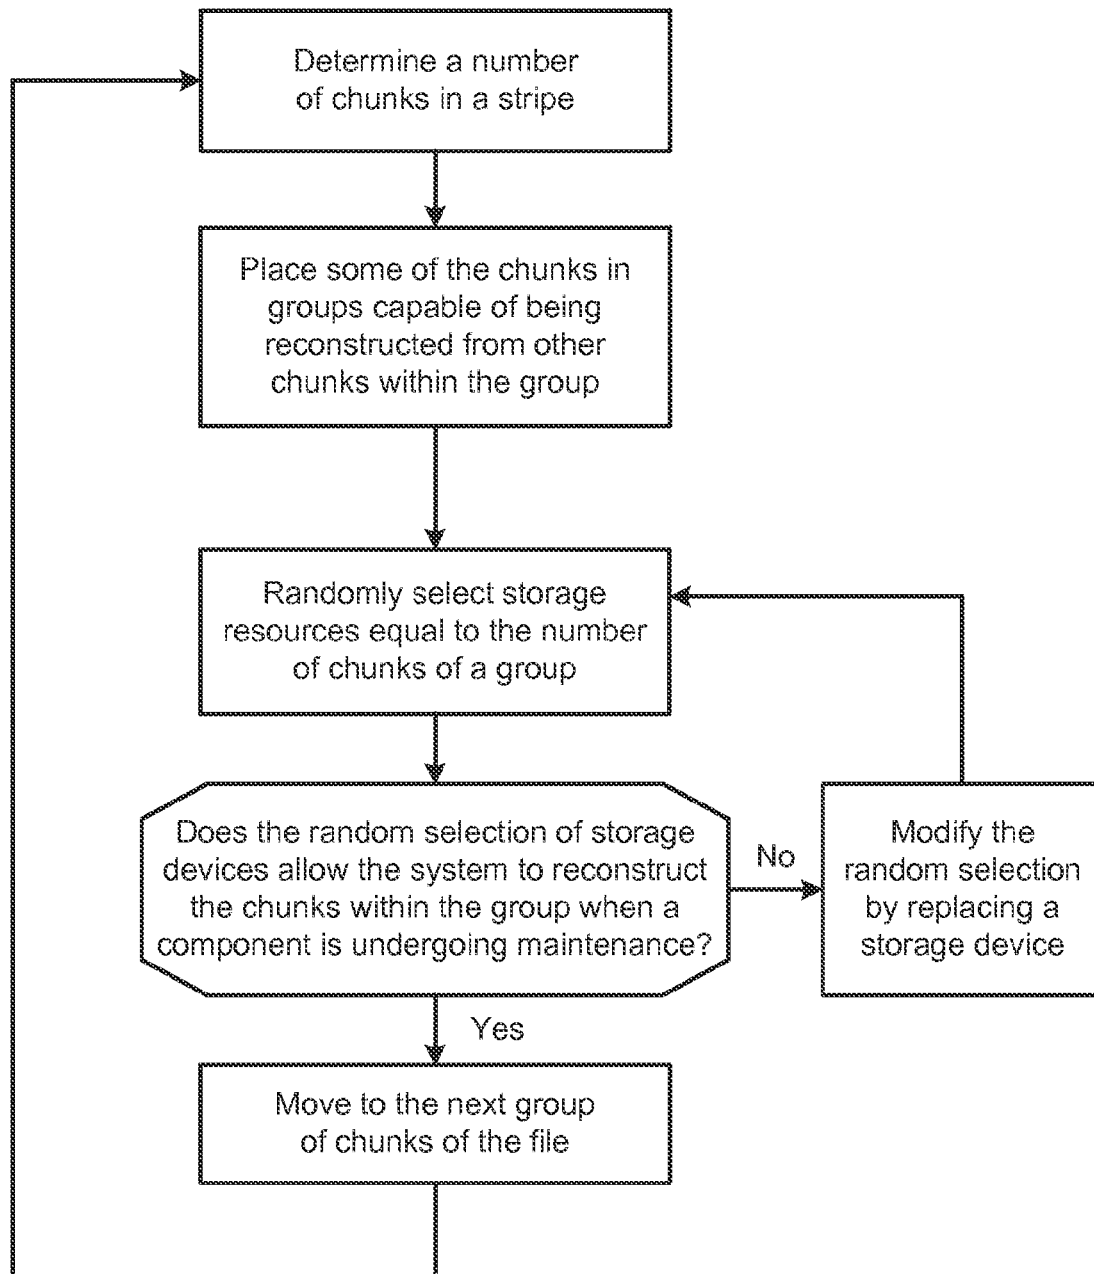 Determine a number
of chunks in a stripe
Place some of the chunks in
groups capable of being
reconstructed from other
chunks within the group
Randomly select storage
resources equal to the number
of chunks of a group
Does the random selection of storage
devices allow the system to reconstruct
the chunks within the group when a
component is undergoing maintenance?
No
Modify the
random selection
by replacing a
storage device
Yes
Move to the next group
of chunks of the file